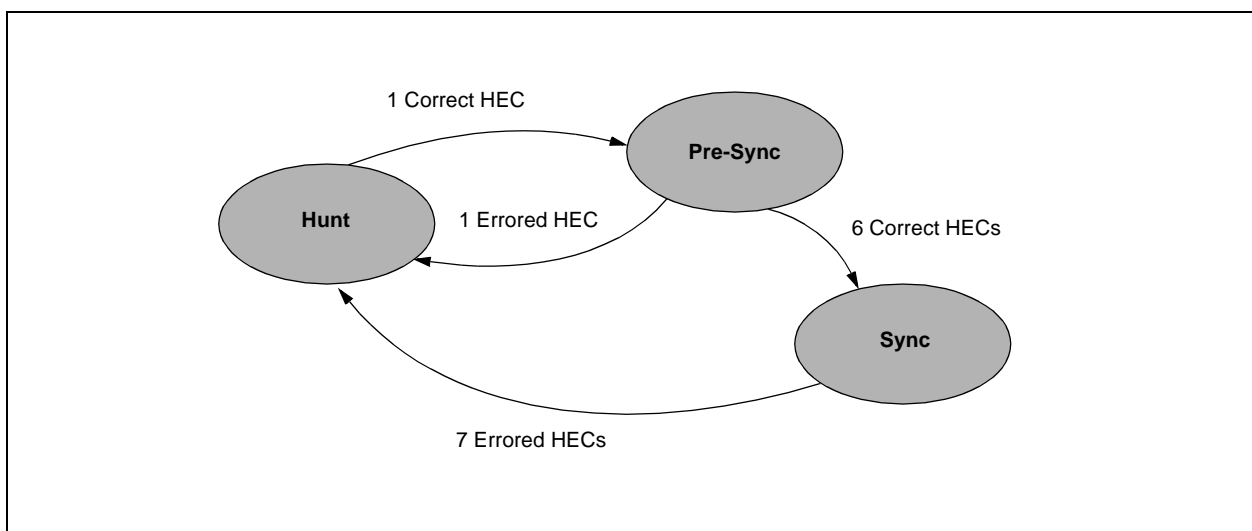 1 Correct HEC
Pre-Sync
Hunt
1 Errored HEC
6 Correct HECs
Sync
7 Errored HECs